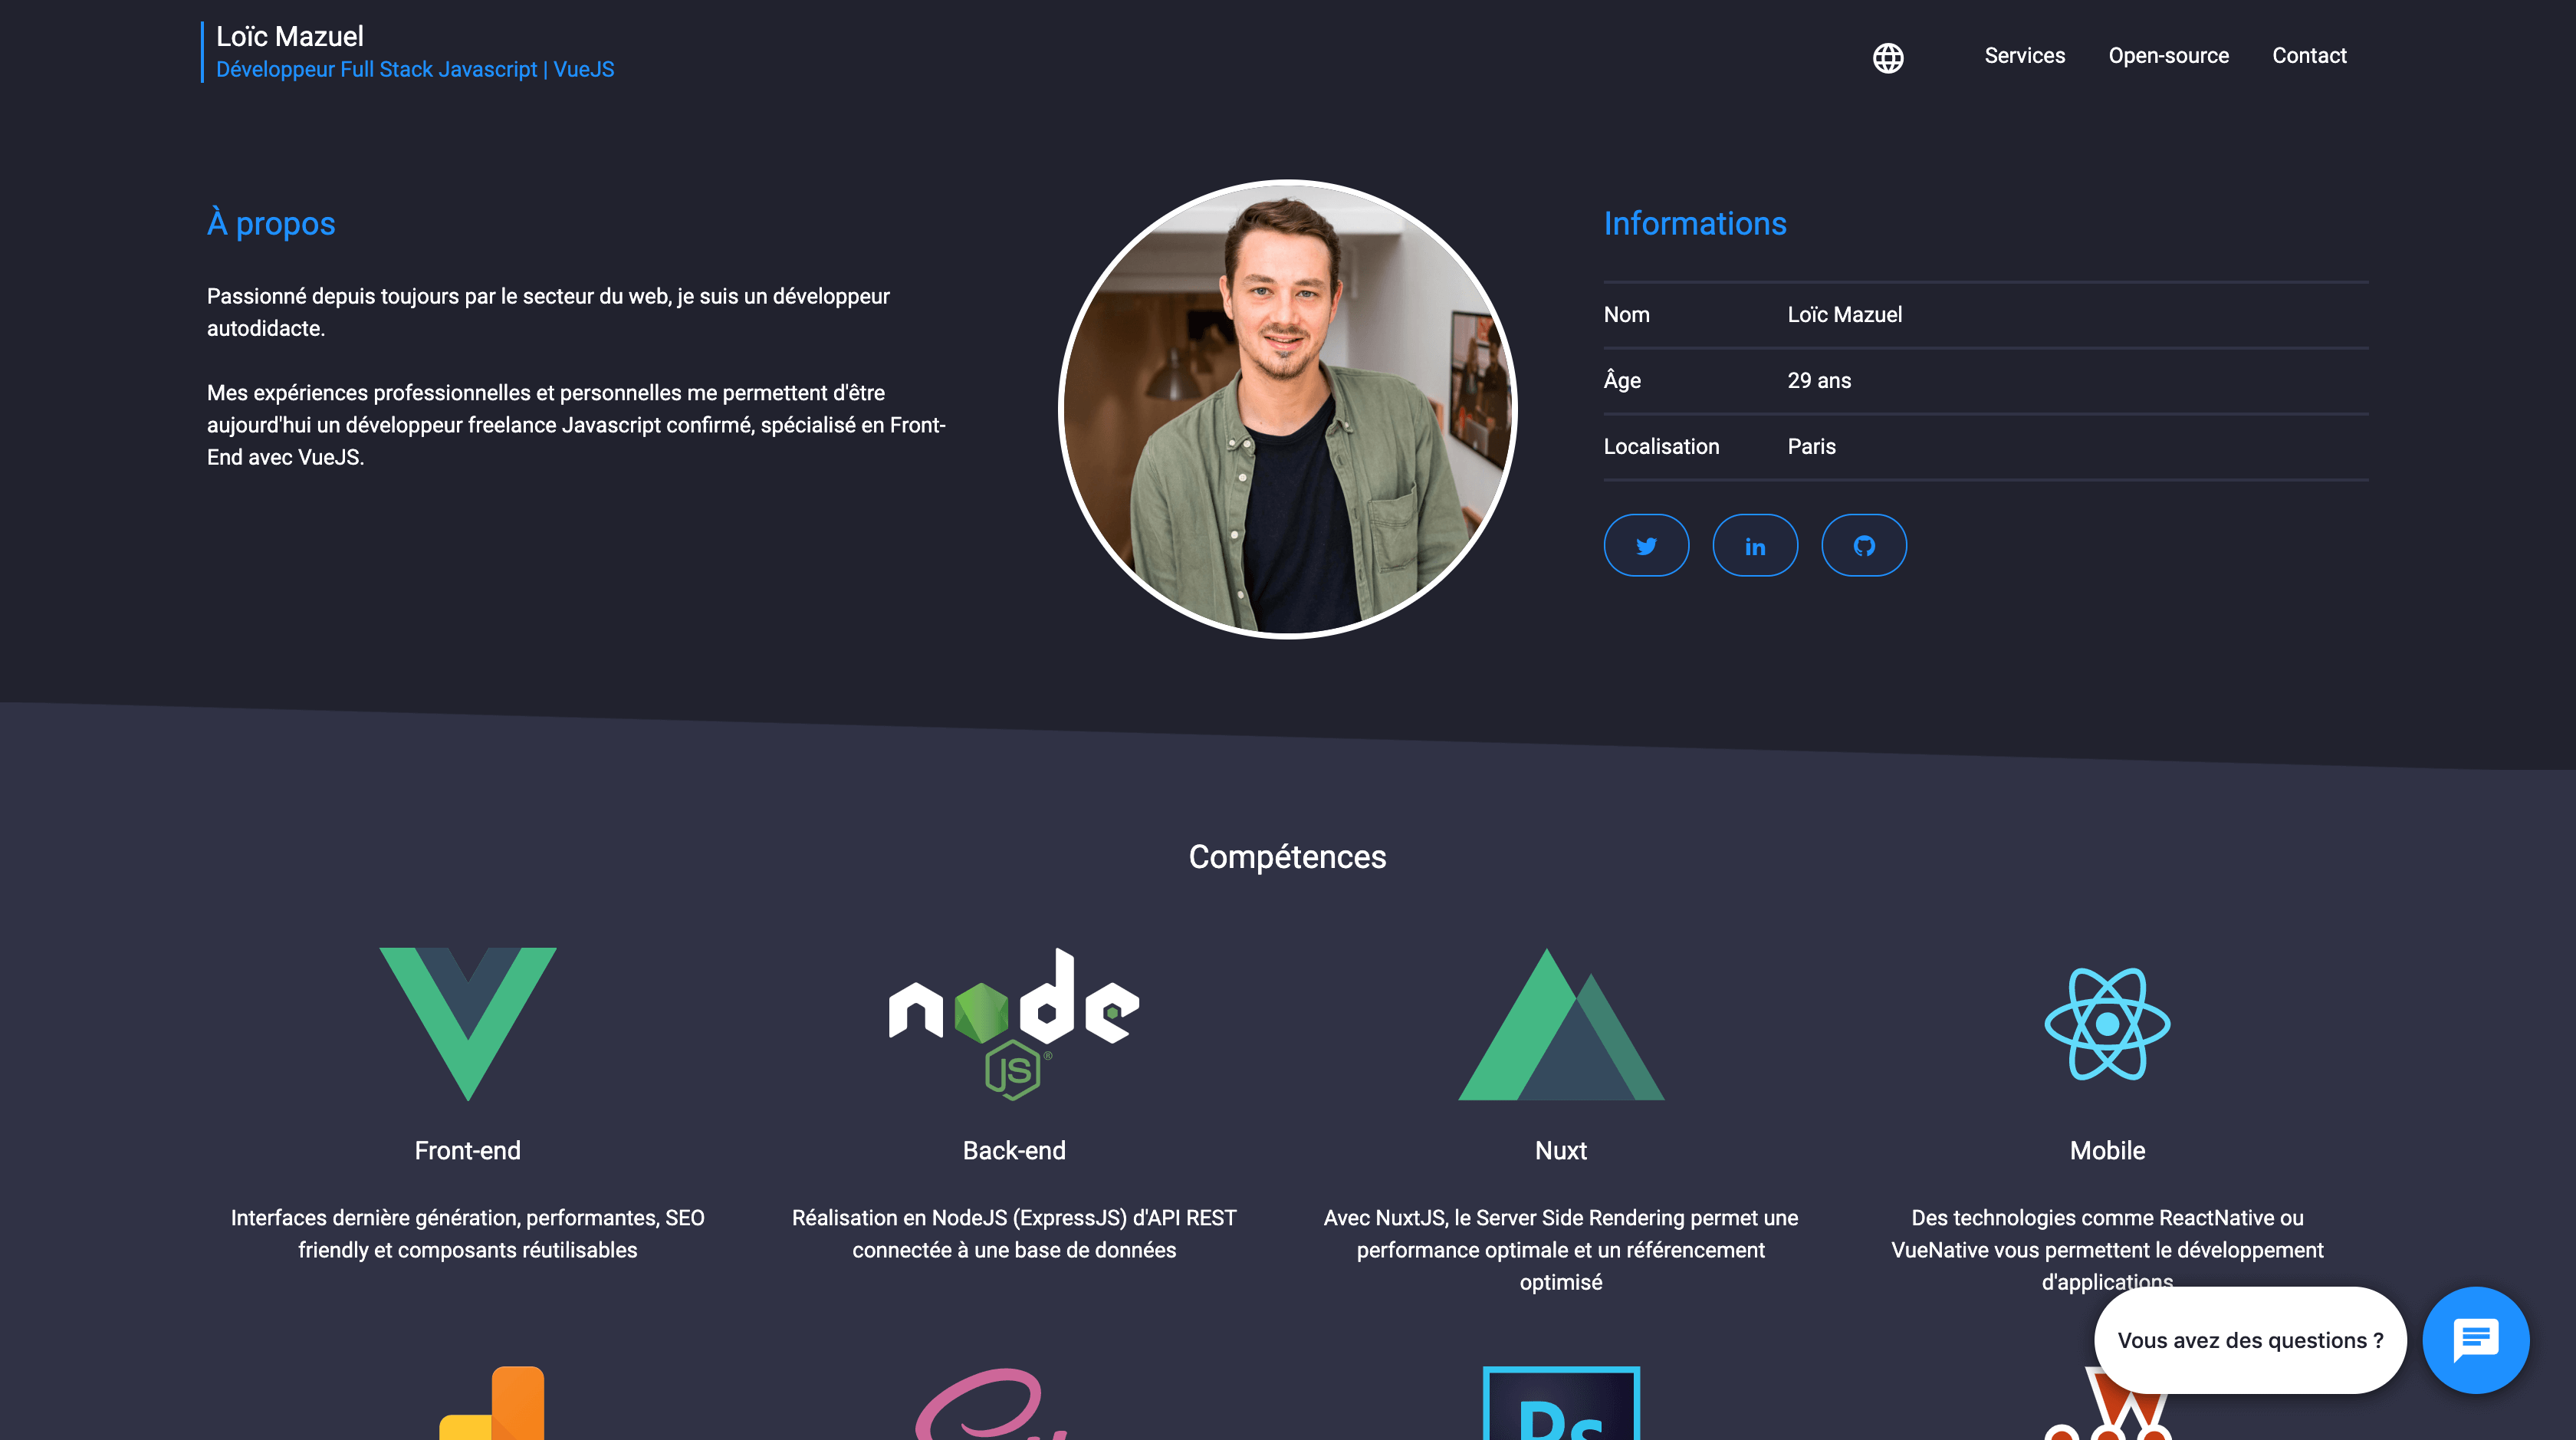 Loïc Mazuel
Développeur Full Stack Javascript | VueJS
Services
Open-source
Contact
À propos
Passionné depuis toujours par le secteur du web, je suis un développeur
autodidacte.
Mes expériences professionnelles et personnelles me permettent d'être
aujourd'hui un développeur freelance Javascript confirmé, spécialisé en Front-
End avec VueJS.
Informations
Nom Loïc Mazuel
Âge 29 ans
Localisation Paris
in
Compétences
node
JS®
Front-end
Interfaces dernière génération, performantes, SEO
friendly et composants réutilisables
Back-end
Réalisation en NodeJS (ExpressJS) d'API REST
connectée à une base de données
Nuxt
Avec NuxtJS, le Server Side Rendering permet une
performance optimale et un référencement
optimisé
Mobile
Des technologies comme ReactNative ou
VueNative vous permettent le développement
d'applications
Ps
Vous avez des questions ?